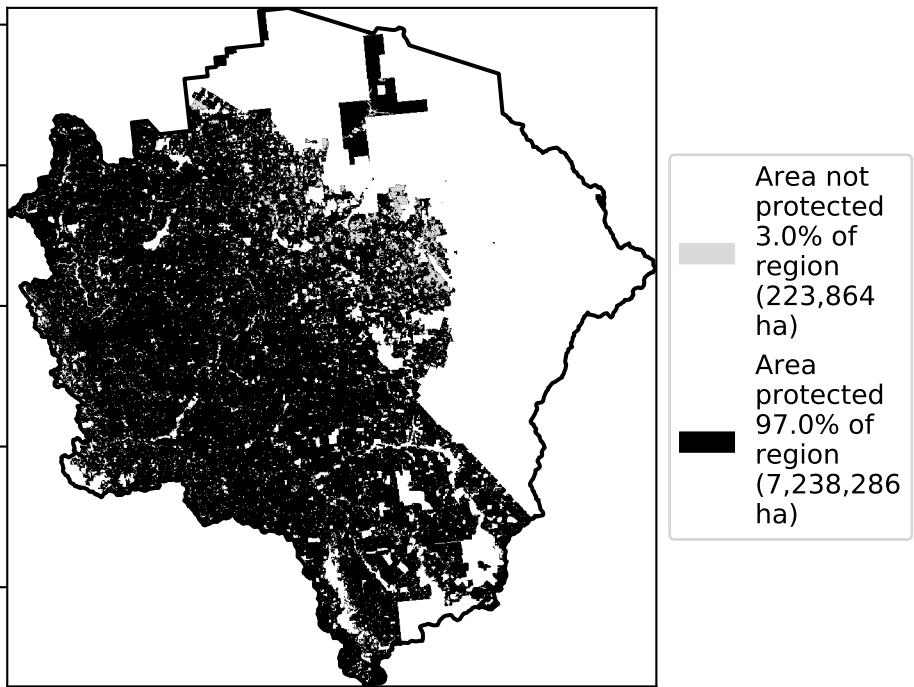 Area not
protected
3.0% of
region
(223,864
ha)
Area
protected
97.0% of
region
(7,238,286
ha)